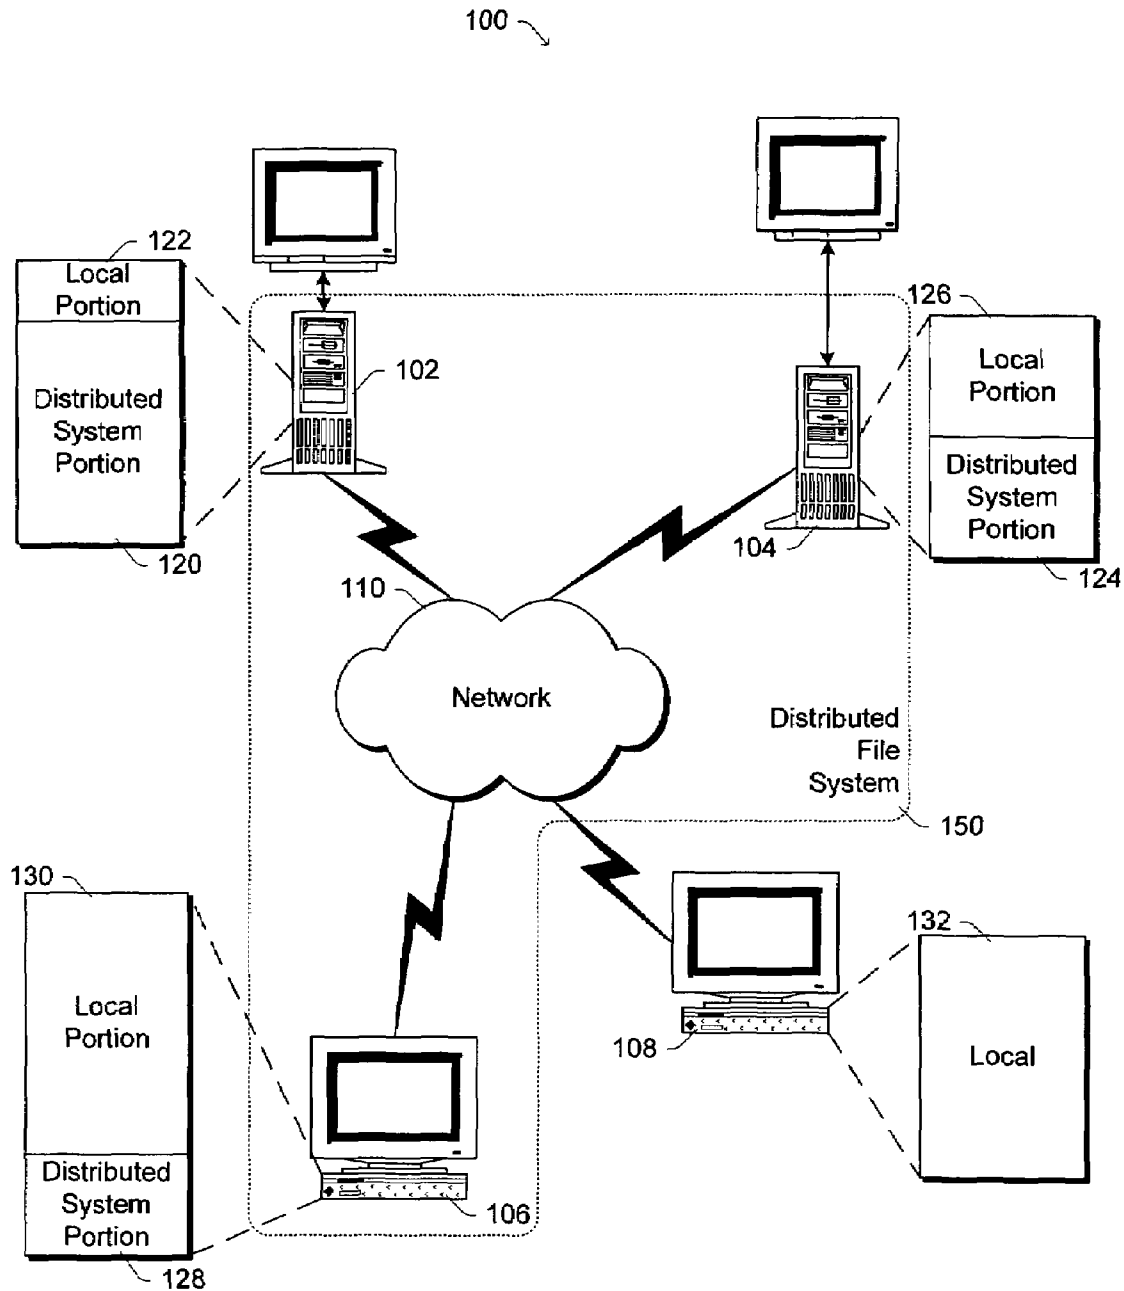 100
122
Local
Portion
Distributed
System
Portion
120
102
126
Local
Portion
Distributed
System
Portion
124
104
110
Network
Distributed
File
System
150
130
Local
Portion
Distributed
System
Portion
128
106
108
132
Local